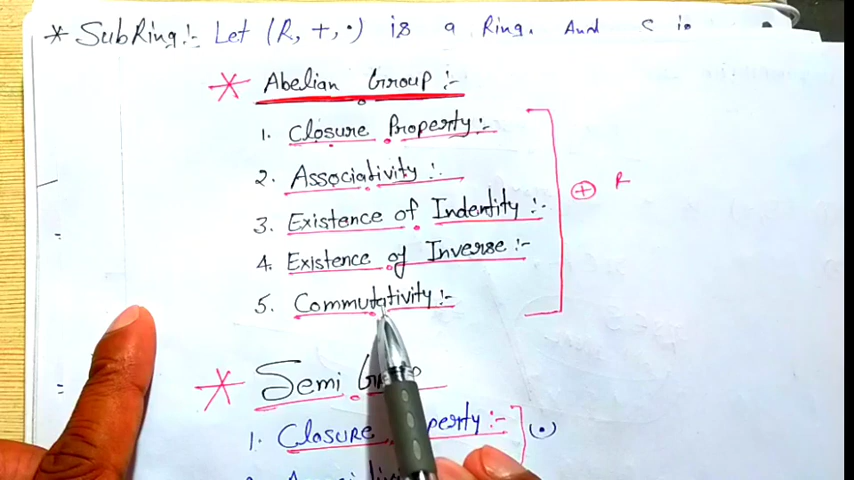 * SubRing:- Let (R, +, •) is a Ring. And
* Abelian Group:-
1. Closure Property:-
2. Associativity:-
3. Existence of Indentity:-
4. Existence of Inverse:-
5. Commutativity:-
⊕ R
* Semi
1. Closure perty:- (•)